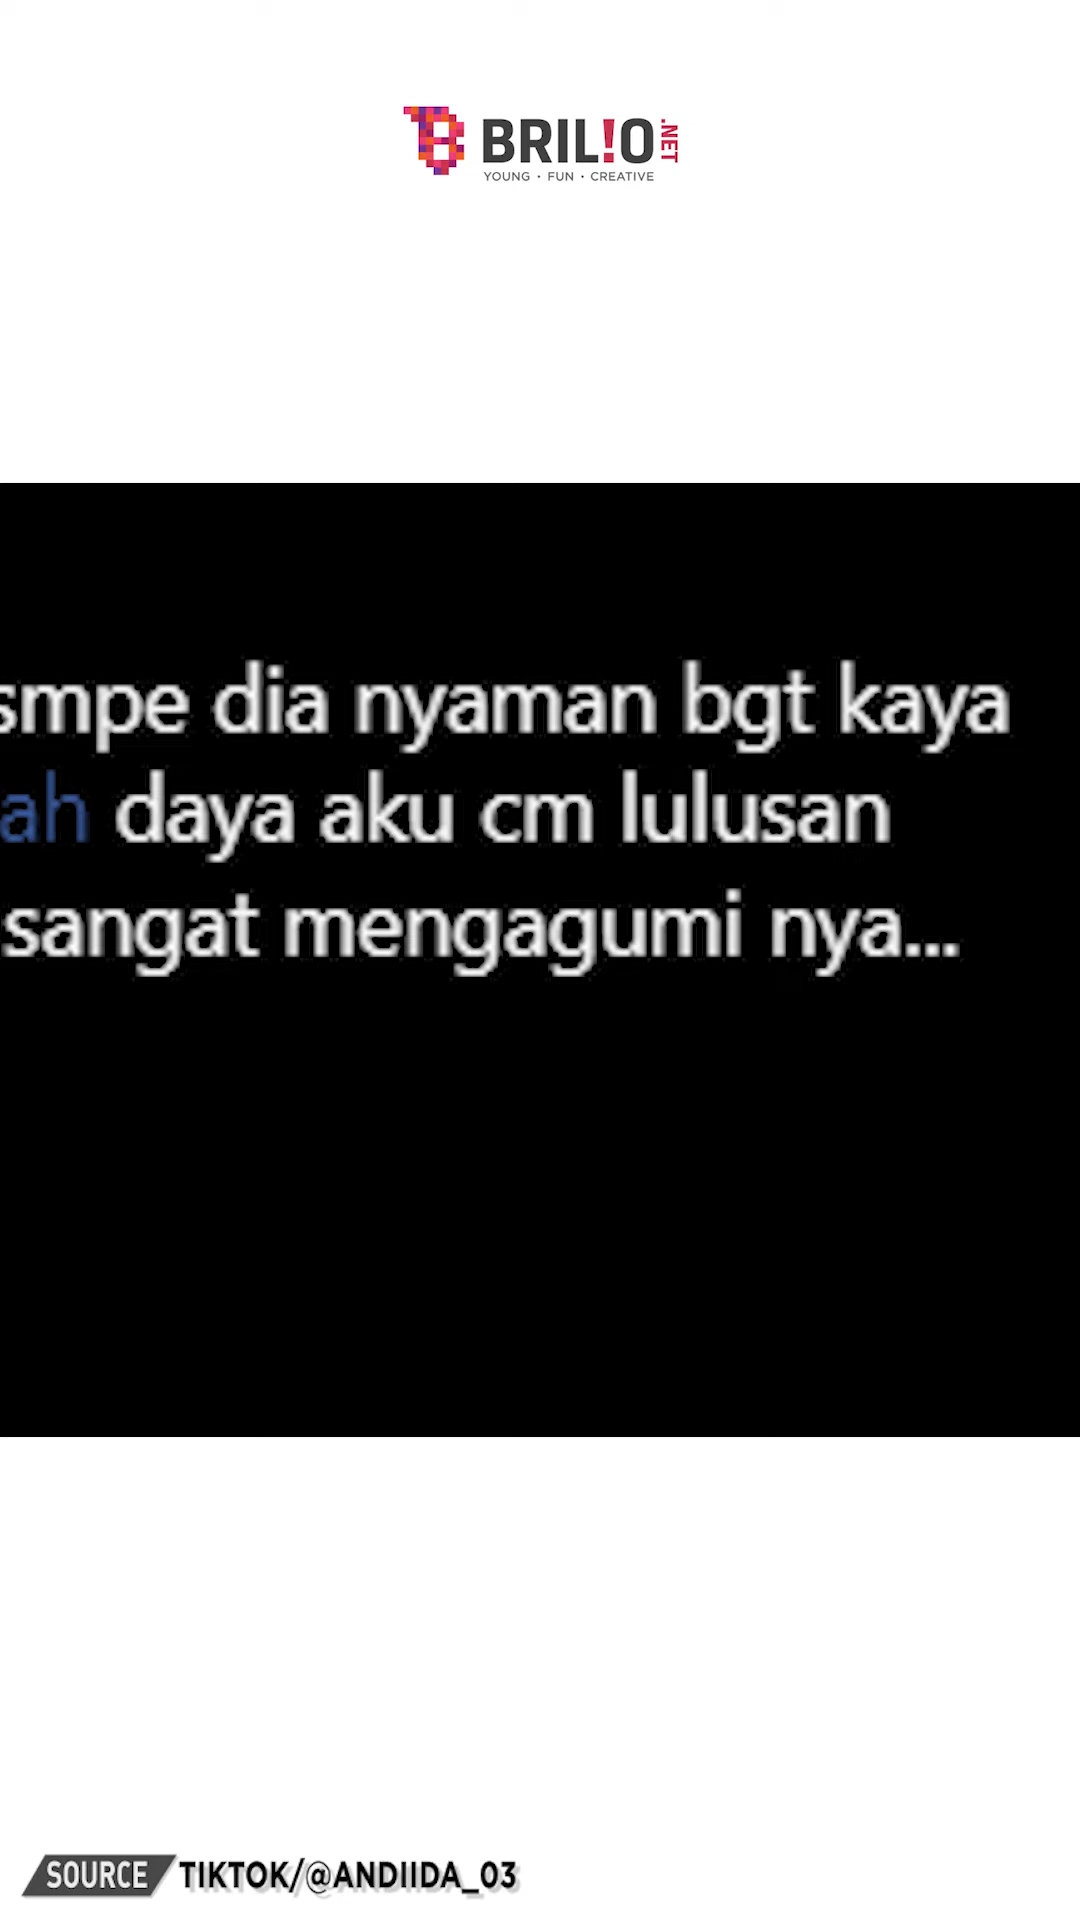 BRIL!O.NET
YOUNG · FUN · CREATIVE
smpe dia nyaman bgt kaya
ah daya aku cm lulusan
sangat mengagumi nya...
SOURCE TIKTOK/@ANDIIDA_03